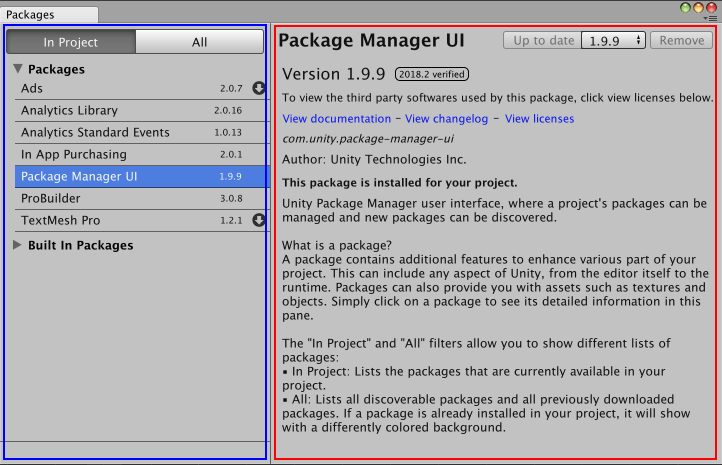 Packages
In Project
All
Packages
Ads 2.0.7
Analytics Library 2.0.16
Analytics Standard Events 1.0.13
In App Purchasing 2.0.1
Package Manager UI 1.9.9
ProBuilder 3.0.8
TextMesh Pro 1.2.1
Built In Packages
Package Manager UI Up to date 1.9.9 Remove
Version 1.9.9 2018.2 verified
To view the third party softwares used by this package, click view licenses below.
View documentation - View changelog - View licenses
com.unity.package-manager-ui
Author: Unity Technologies Inc.
This package is installed for your project.
Unity Package Manager user interface, where a project's packages can be
managed and new packages can be discovered.
What is a package?
A package contains additional features to enhance various part of your
project. This can include any aspect of Unity, from the editor itself to the
runtime. Packages can also provide you with assets such as textures and
objects. Simply click on a package to see its detailed information in this
pane.
The "In Project" and "All" filters allow you to show different lists of
packages:
▪ In Project: Lists the packages that are currently available in your
project.
▪ All: Lists all discoverable packages and all previously downloaded
packages. If a package is already installed in your project, it will show
with a differently colored background.